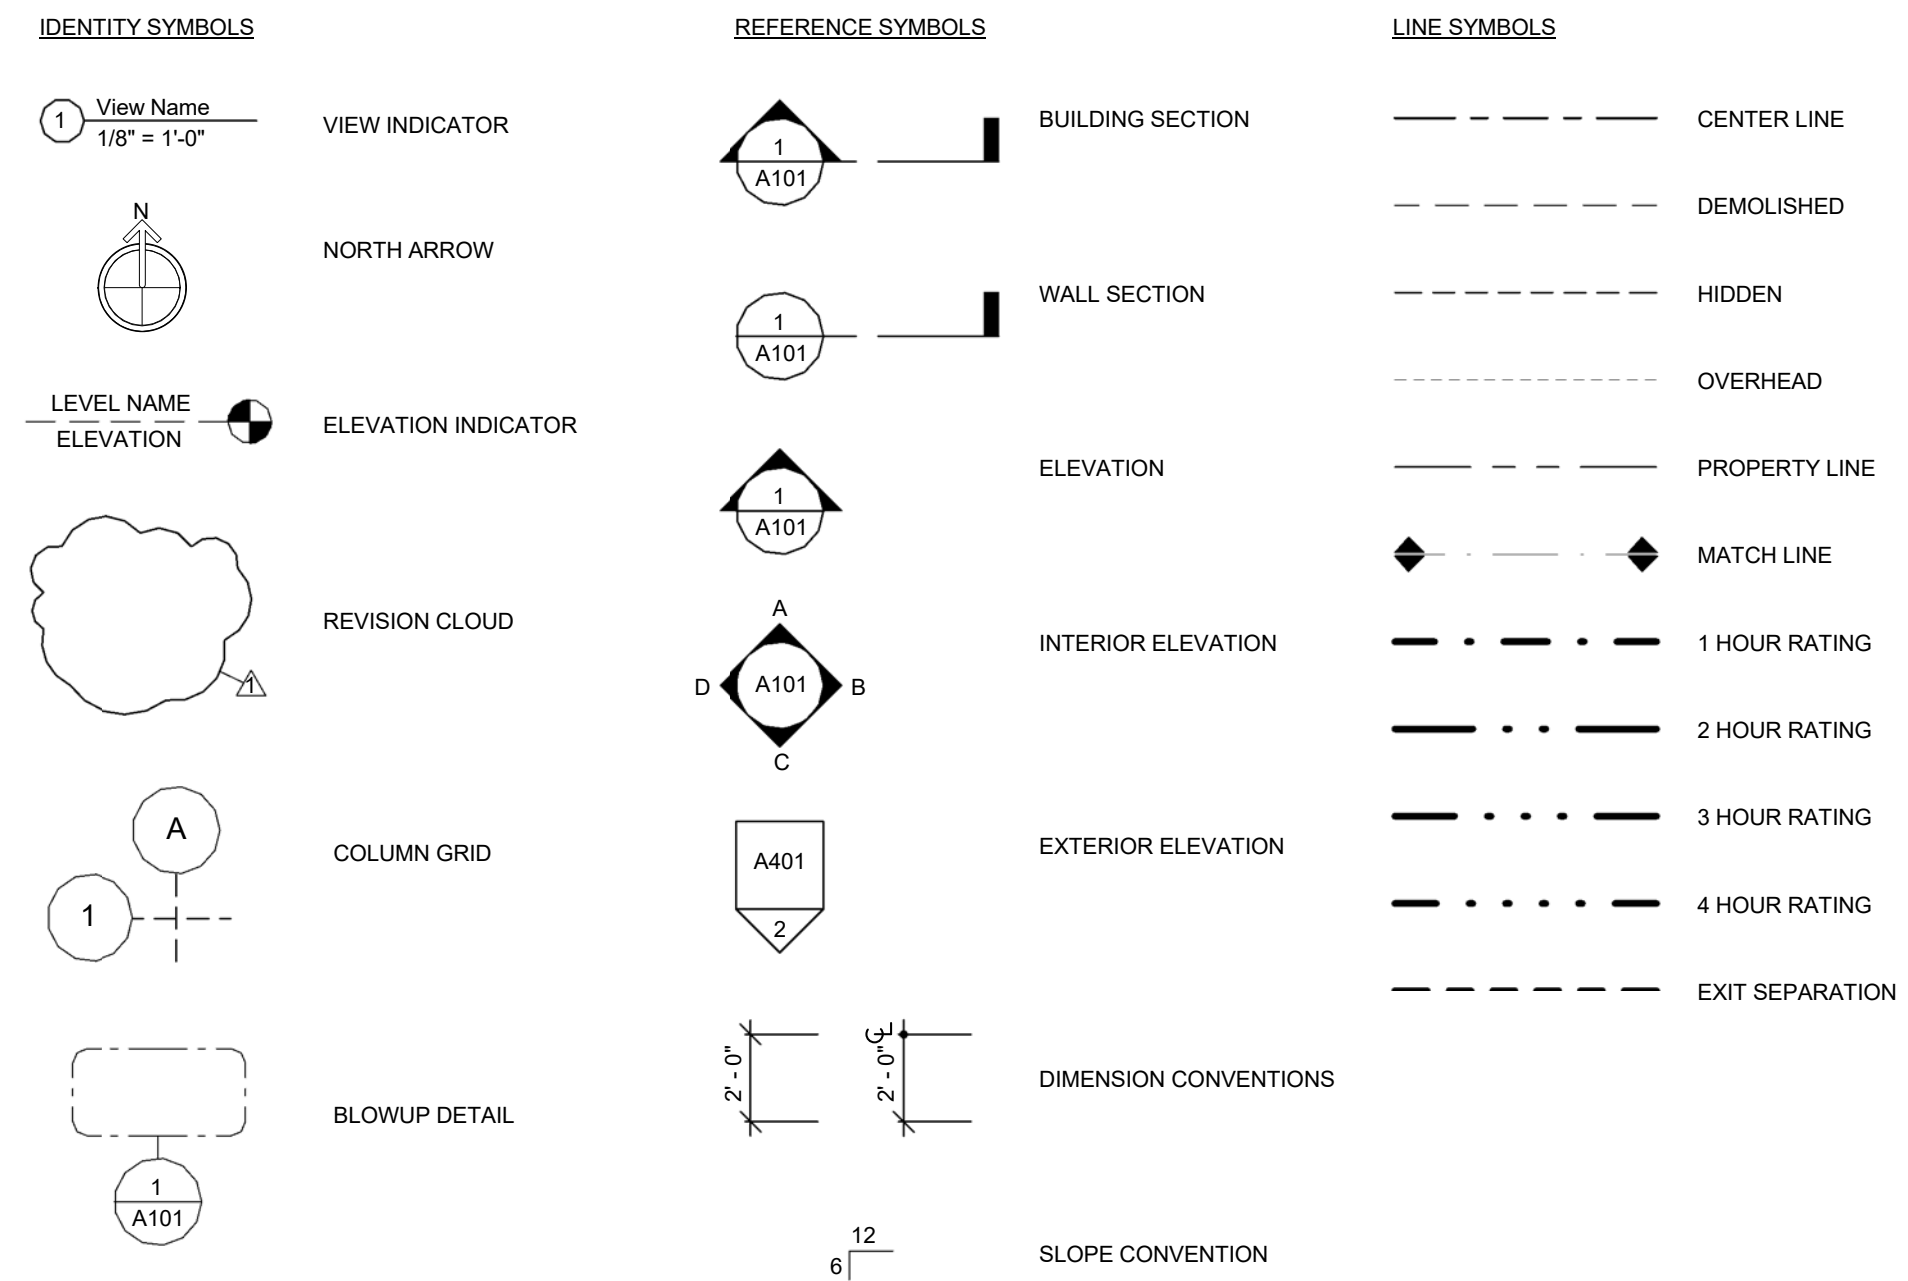 IDENTITY SYMBOLS
1
View Name
1/8" = 1'-0"
VIEW INDICATOR
N
NORTH ARROW
LEVEL NAME
ELEVATION
ELEVATION INDICATOR
REVISION CLOUD
1
A
1
COLUMN GRID
BLOWUP DETAIL
1
A101
REFERENCE SYMBOLS
1
A101
BUILDING SECTION
1
A101
WALL SECTION
1
A101
ELEVATION
A
D
A101
B
C
INTERIOR ELEVATION
A401
2
EXTERIOR ELEVATION
2' - 0"
CL
2' - 0"
DIMENSION CONVENTIONS
12
6
SLOPE CONVENTION
LINE SYMBOLS
CENTER LINE
DEMOLISHED
HIDDEN
OVERHEAD
PROPERTY LINE
MATCH LINE
1 HOUR RATING
2 HOUR RATING
3 HOUR RATING
4 HOUR RATING
EXIT SEPARATION